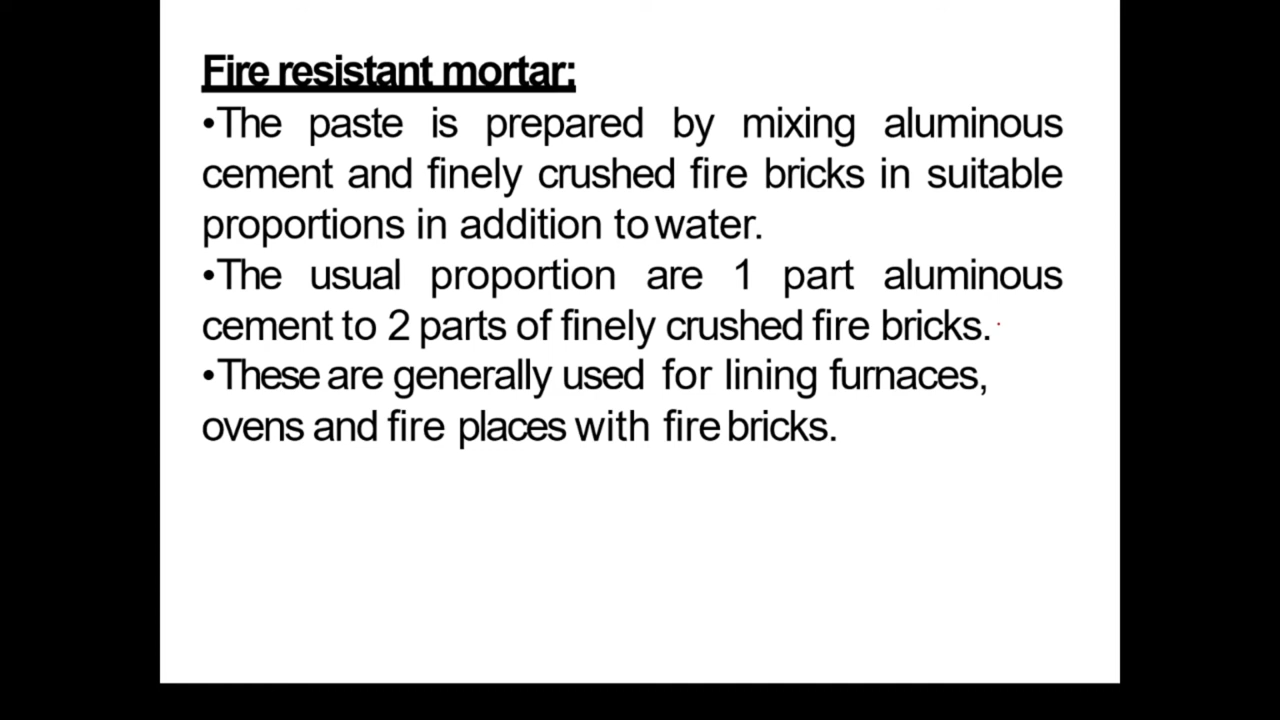 Fire resistant mortar:
•The paste is prepared by mixing aluminous
cement and finely crushed fire bricks in suitable
proportions in addition to water.
•The usual proportion are 1 part aluminous
cement to 2 parts of finely crushed fire bricks.
•These are generally used for lining furnaces,
ovens and fire places with fire bricks.